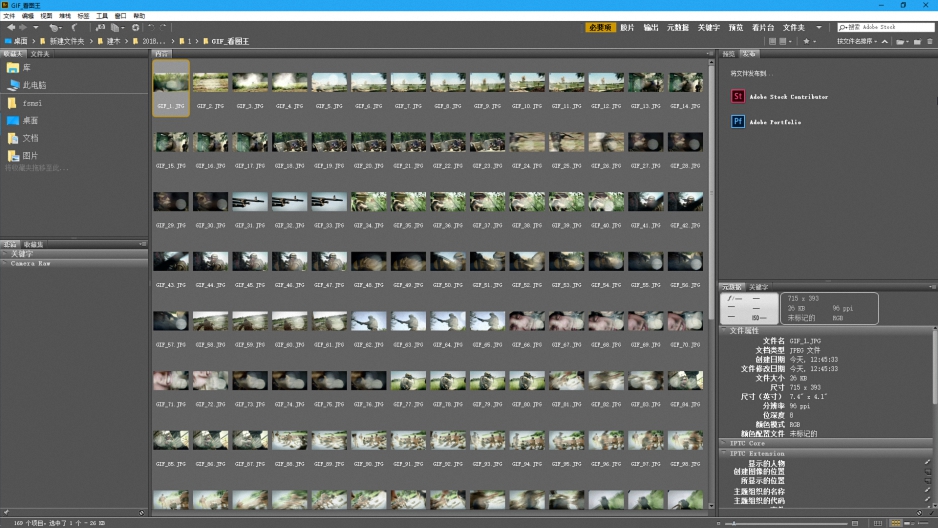 GIF_看图王
文件 编辑 视图 堆栈 标签 工具 窗口 帮助
必要项 胶片 输出 元数据 关键字 预览 看片台 文件夹
搜索 Adobe Stock
桌面 新建文件夹 建本 2018... 1 GIF_看图王
按文件名排序
收藏夹 文件夹
库
此电脑
桌面
文档
图片
将收藏夹拖移至此...
收藏集
关键字
Camera Raw
内容
GIF_1.JPG GIF_2.JPG GIF_3.JPG GIF_4.JPG GIF_5.JPG GIF_6.JPG GIF_7.JPG GIF_8.JPG GIF_9.JPG GIF_10.JPG GIF_11.JPG GIF_12.JPG GIF_13.JPG GIF_14.JPG
GIF_15.JPG GIF_16.JPG GIF_17.JPG GIF_18.JPG GIF_19.JPG GIF_20.JPG GIF_21.JPG GIF_22.JPG GIF_23.JPG GIF_24.JPG GIF_25.JPG GIF_26.JPG GIF_27.JPG GIF_28.JPG
GIF_29.JPG GIF_30.JPG GIF_31.JPG GIF_32.JPG GIF_33.JPG GIF_34.JPG GIF_35.JPG GIF_36.JPG GIF_37.JPG GIF_38.JPG GIF_39.JPG GIF_40.JPG GIF_41.JPG GIF_42.JPG
GIF_43.JPG GIF_44.JPG GIF_45.JPG GIF_46.JPG GIF_47.JPG GIF_48.JPG GIF_49.JPG GIF_50.JPG GIF_51.JPG GIF_52.JPG GIF_53.JPG GIF_54.JPG GIF_55.JPG GIF_56.JPG
GIF_57.JPG GIF_58.JPG GIF_59.JPG GIF_60.JPG GIF_61.JPG GIF_62.JPG GIF_63.JPG GIF_64.JPG GIF_65.JPG GIF_66.JPG GIF_67.JPG GIF_68.JPG GIF_69.JPG GIF_70.JPG
GIF_71.JPG GIF_72.JPG GIF_73.JPG GIF_74.JPG GIF_75.JPG GIF_76.JPG GIF_77.JPG GIF_78.JPG GIF_79.JPG GIF_80.JPG GIF_81.JPG GIF_82.JPG GIF_83.JPG GIF_84.JPG
GIF_85.JPG GIF_86.JPG GIF_87.JPG GIF_88.JPG GIF_89.JPG GIF_90.JPG GIF_91.JPG GIF_92.JPG GIF_93.JPG GIF_94.JPG GIF_95.JPG GIF_96.JPG GIF_97.JPG GIF_98.JPG
预览 发布
将文件发布到...
St Adobe Stock Contributor
Pf Adobe Portfolio
元数据 关键字
f/-- --
-- --
-- ISO--
715 x 393
26 KB 96 ppi
未标记的 RGB
文件属性
文件名 GIF_1.JPG
文档类型 JPEG 文件
创建日期 今天, 12:45:33
文件修改日期 今天, 12:45:33
文件大小 26 KB
尺寸 715 x 393
尺寸（英寸） 7.4" x 4.1"
分辨率 96 ppi
位深度 8
颜色模式 RGB
颜色配置文件 未标记的
IPTC Core
IPTC Extension
显示的人物
创建图像的位置
所显示的位置
主题组织的名称
主题组织的代码
169 个项目，选中了 1 个 - 26 KB